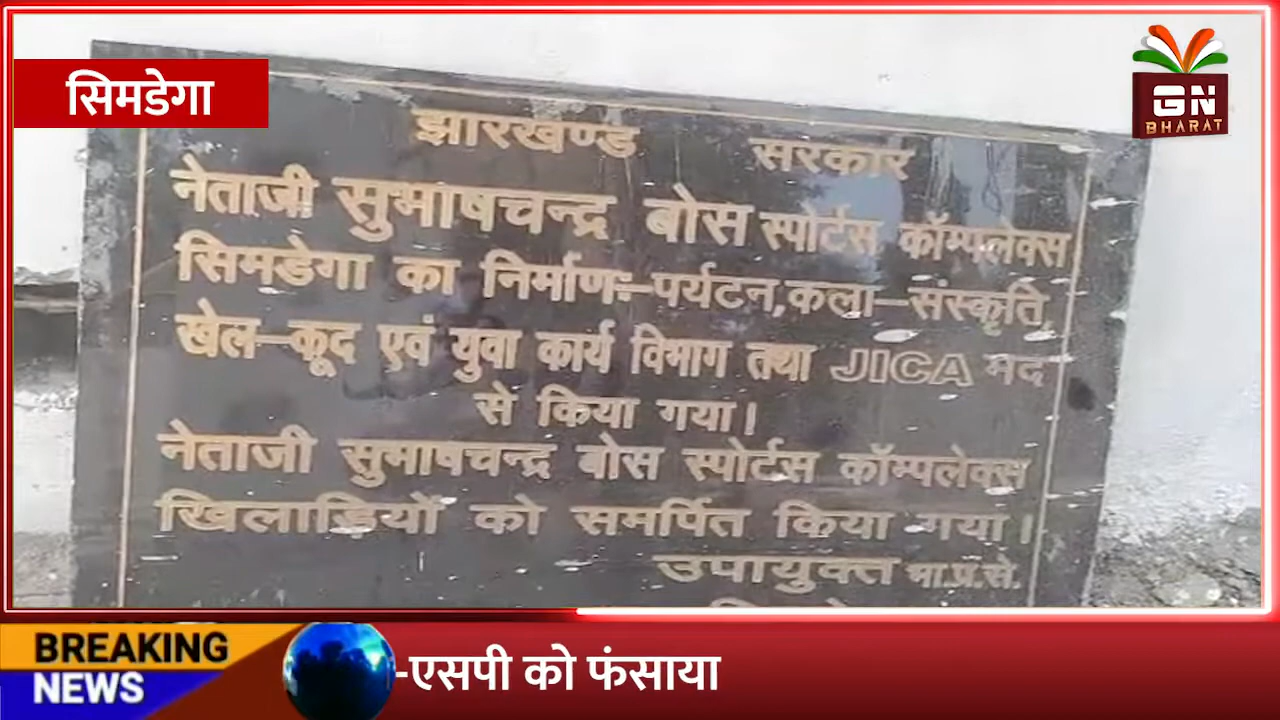 सिमडेगा
GN
BHARAT
झारखण्ड सरकार
नेताजी सुभाषचन्द्र बोस स्पोर्टस कॉम्पलेक्स
सिमडेगा का निर्माण:–पर्यटन,कला–संस्कृति,
खेल–कूद एवं युवा कार्य विभाग तथा JICA मद
से किया गया।
नेताजी सुभाषचन्द्र बोस स्पोर्टस कॉम्पलेक्स
खिलाड़ियों को समर्पित किया गया।
उपायुक्त भा.प्र.से.
BREAKING
NEWS
-एसपी को फंसाया